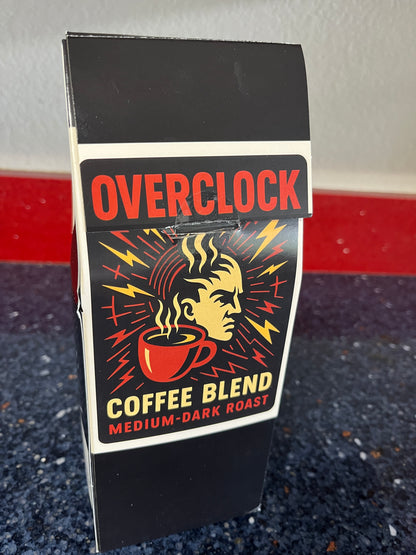 OVERCLOCK
COFFEE BLEND
MEDIUM-DARK ROAST